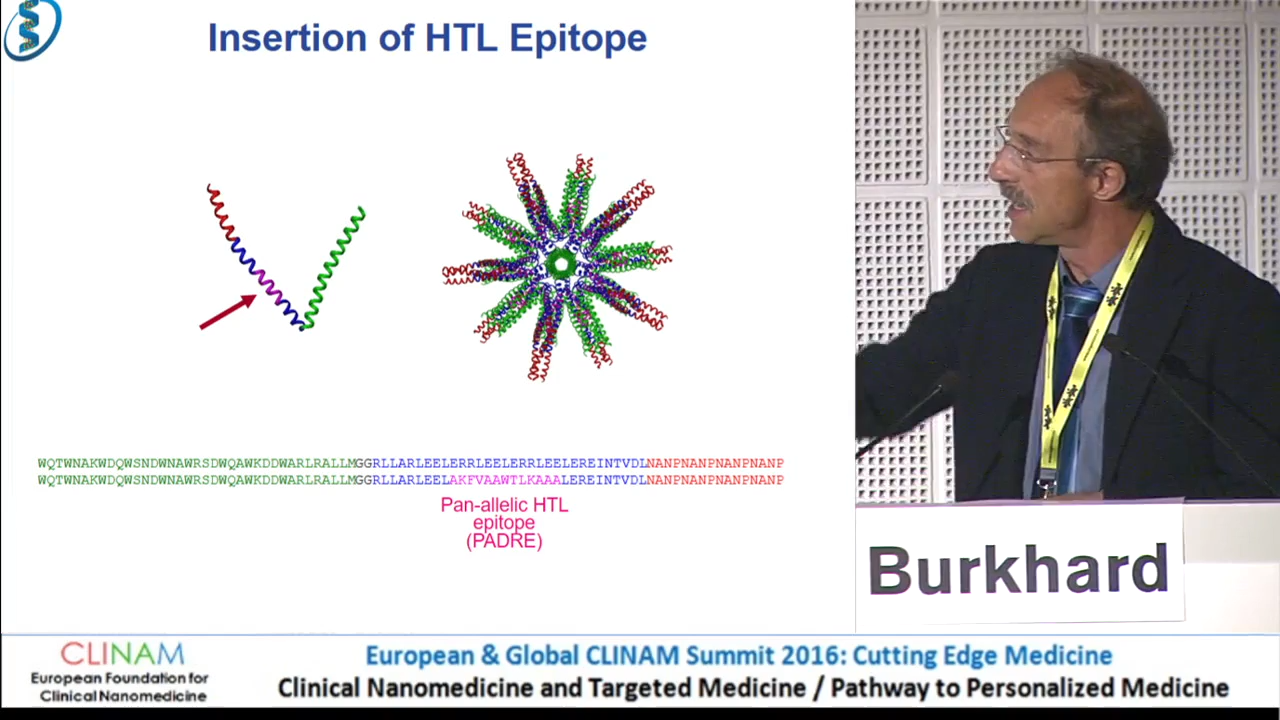 Insertion of HTL Epitope
WQTWNAKWDQWSNDWNAWRSDWQAWKDDWARLRALLMGGRLLARLEELERRLEELERRLEELEREINTVDLNANPNANPNANPNANP
WQTWNAKWDQWSNDWNAWRSDWQAWKDDWARLRALLMGGRLLARLEELAKFVAAWTLKAAALEREINTVDLNANPNANPNANPNANP
Pan-allelic HTL
epitope
(PADRE)
Burkhard
CLINAM
European Foundation for
Clinical Nanomedicine
European & Global CLINAM Summit 2016: Cutting Edge Medicine
Clinical Nanomedicine and Targeted Medicine / Pathway to Personalized Medicine